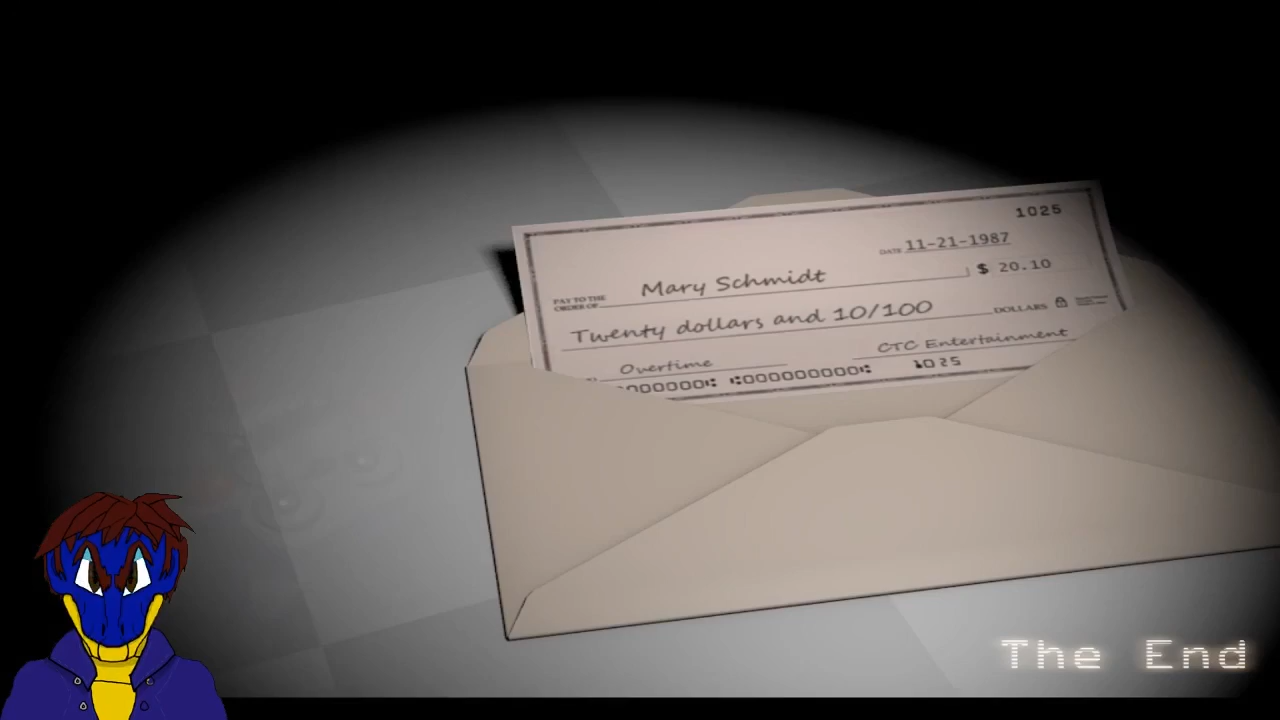 1025
DATE 11-21-1987
PAY TO THE
ORDER OF Mary Schmidt $ 20.10
Twenty dollars and 10/100 DOLLARS
Overtime CTC Entertainment
1025
The End